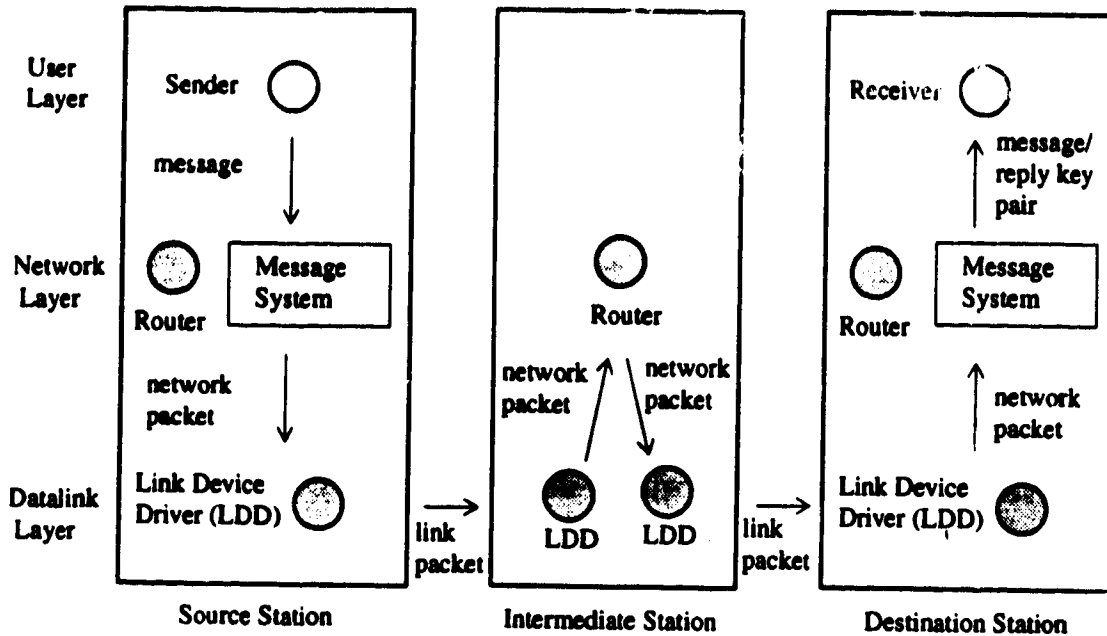 User
Layer
Sender
Receiver
message
message/
reply key
pair
Network
Layer
Router
Message
System
Router
Router
Message
System
network
packet
network
packet
network
packet
network
packet
Datalink
Layer
Link Device
Driver (LDD)
link
packet
LDD
LDD
link
packet
Link Device
Driver (LDD)
Source Station
Intermediate Station
Destination Station